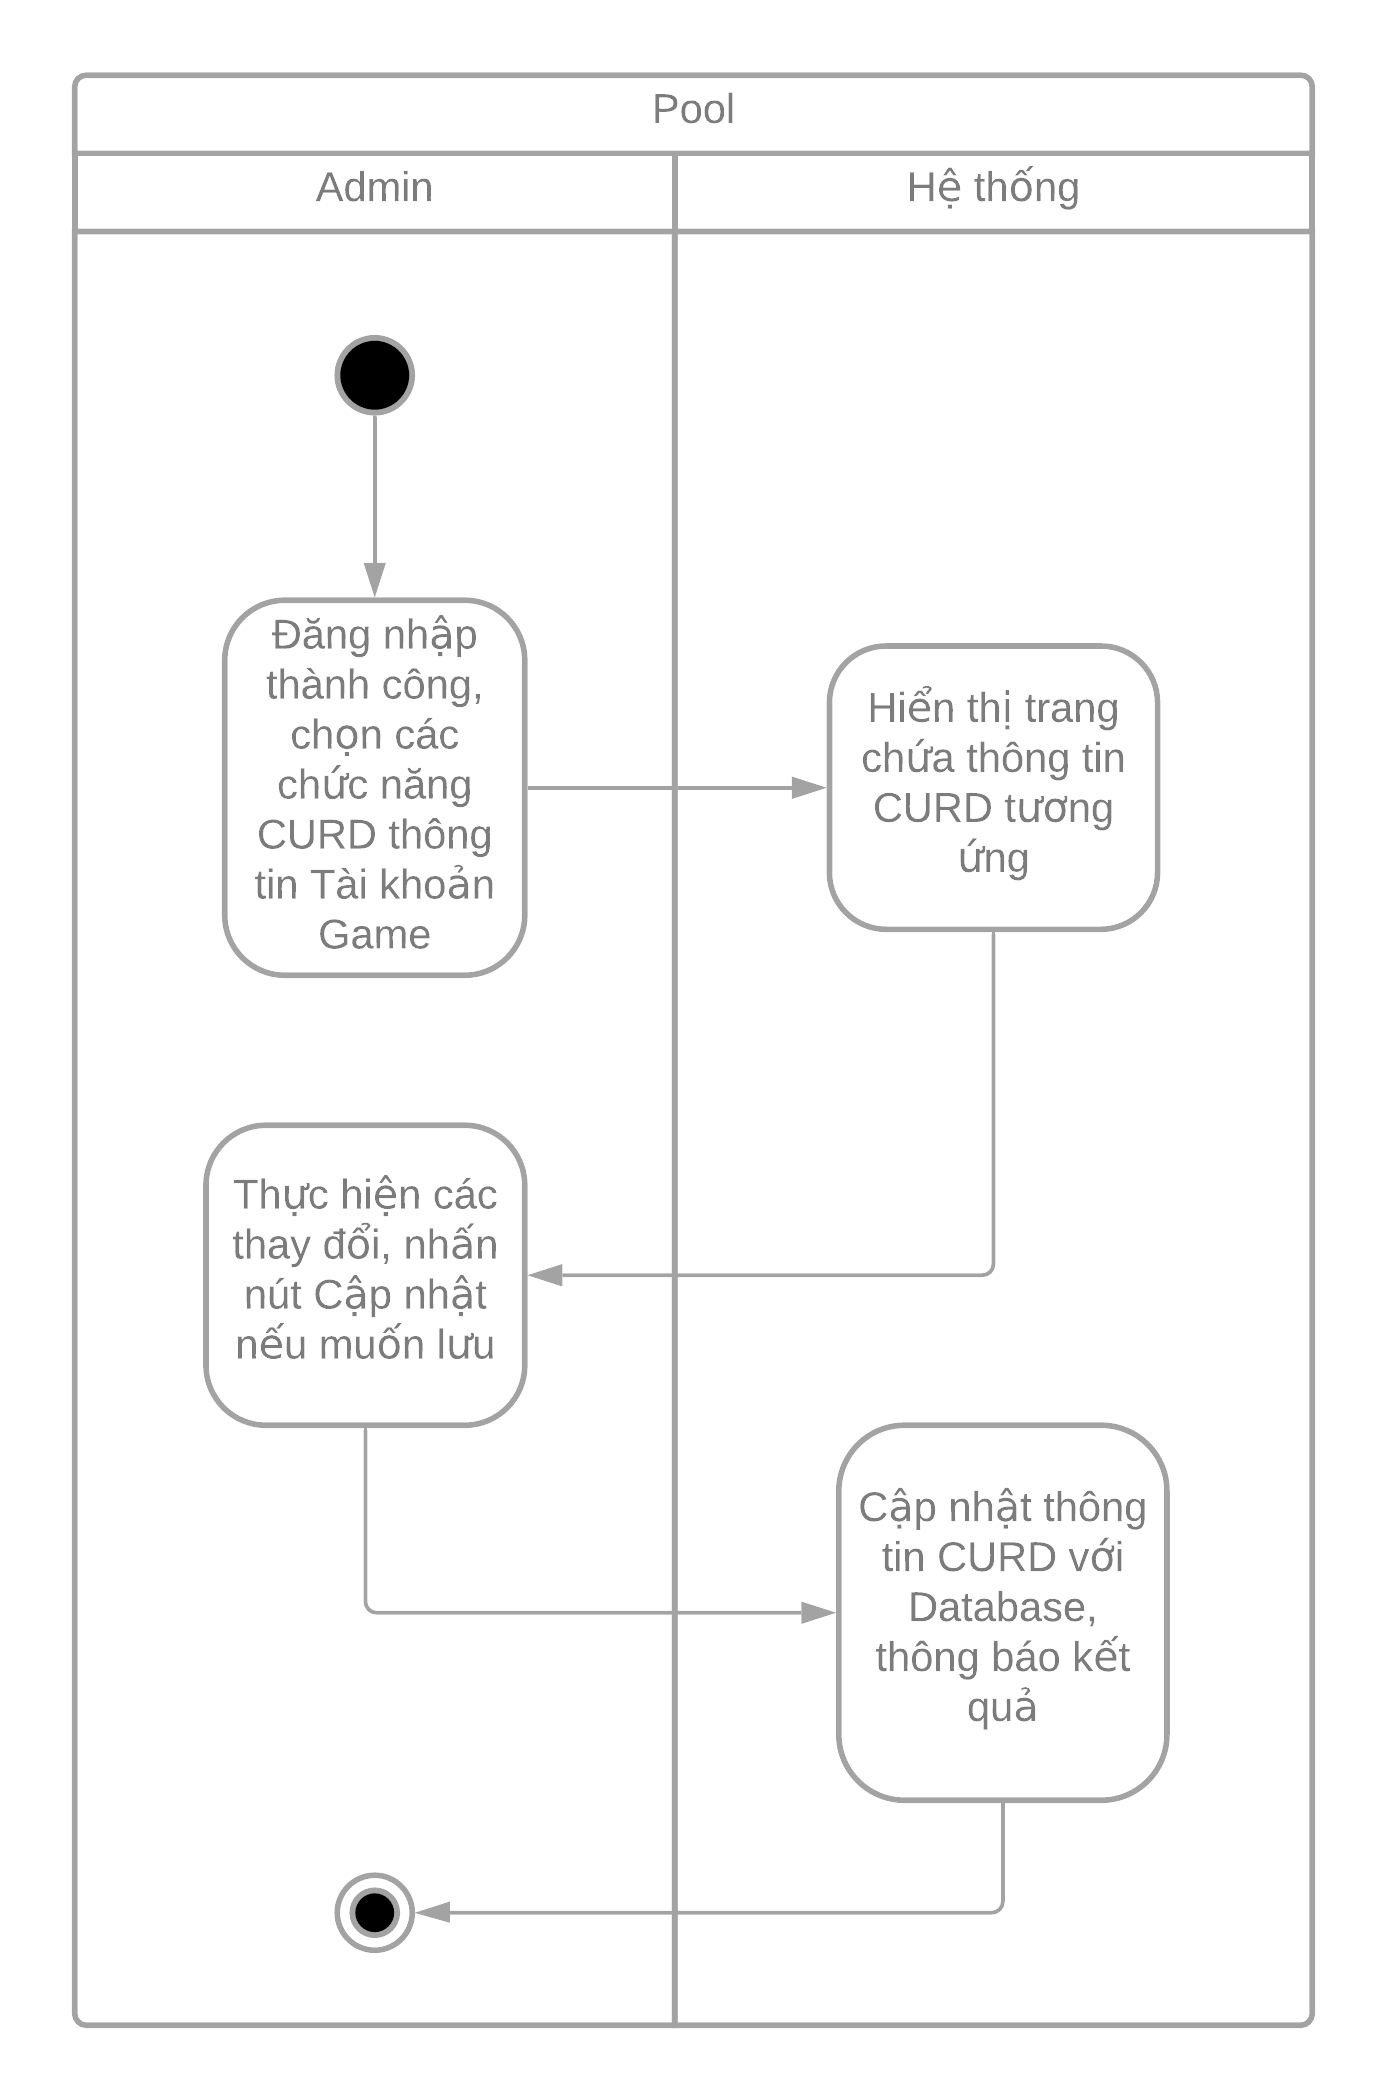 Pool
Admin
Hệ thống
Đăng nhập
thành công,
chọn các
chức năng
CURD thông
tin Tài khoản
Game
Hiển thị trang
chứa thông tin
CURD tương
ứng
Thực hiện các
thay đổi, nhấn
nút Cập nhật
nếu muốn lưu
Cập nhật thông
tin CURD với
Database,
thông báo kết
quả